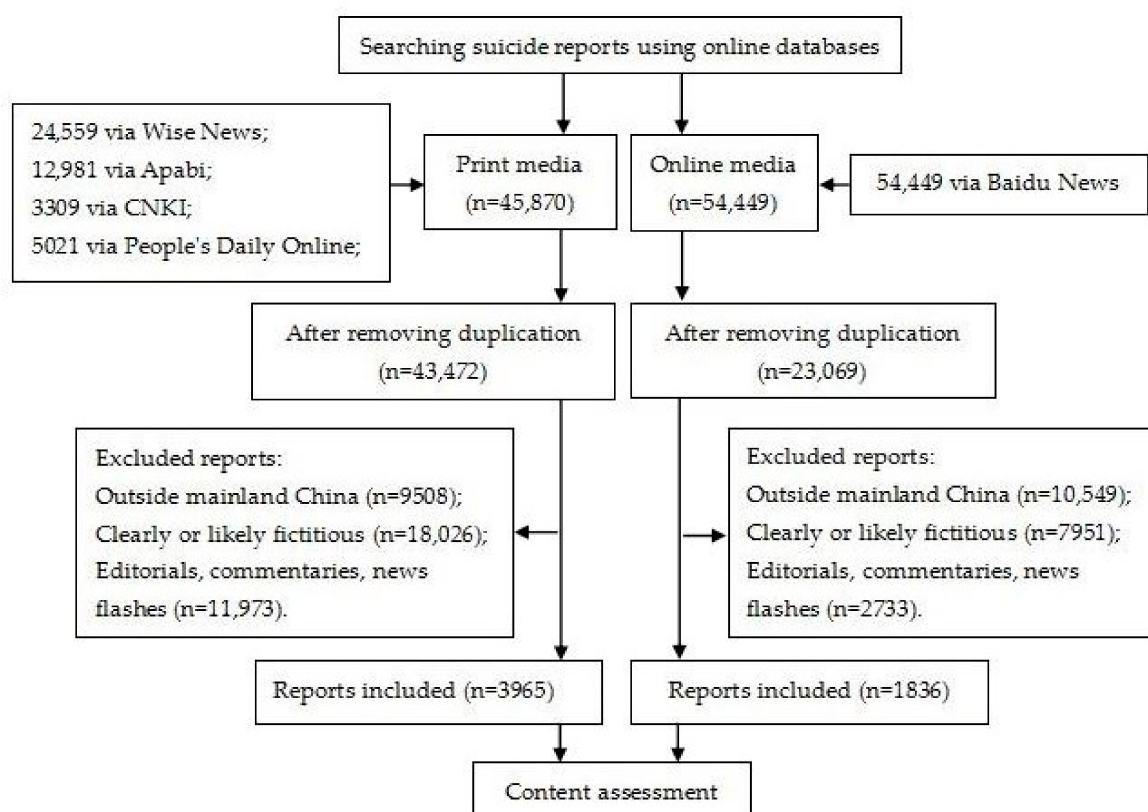 Searching suicide reports using online databases
24,559 via Wise News;
12,981 via Apabi;
3309 via CNKI;
5021 via People's Daily Online;
Print media
(n=45,870)
Online media
(n=54,449)
54,449 via Baidu News
After removing duplication
(n=43,472)
After removing duplication
(n=23,069)
Excluded reports:
Outside mainland China (n=9508);
Clearly or likely fictitious (n=18,026);
Editorials, commentaries, news
flashes (n=11,973).
Excluded reports:
Outside mainland China (n=10,549);
Clearly or likely fictitious (n=7951);
Editorials, commentaries, news
flashes (n=2733).
Reports included (n=3965)
Reports included (n=1836)
Content assessment